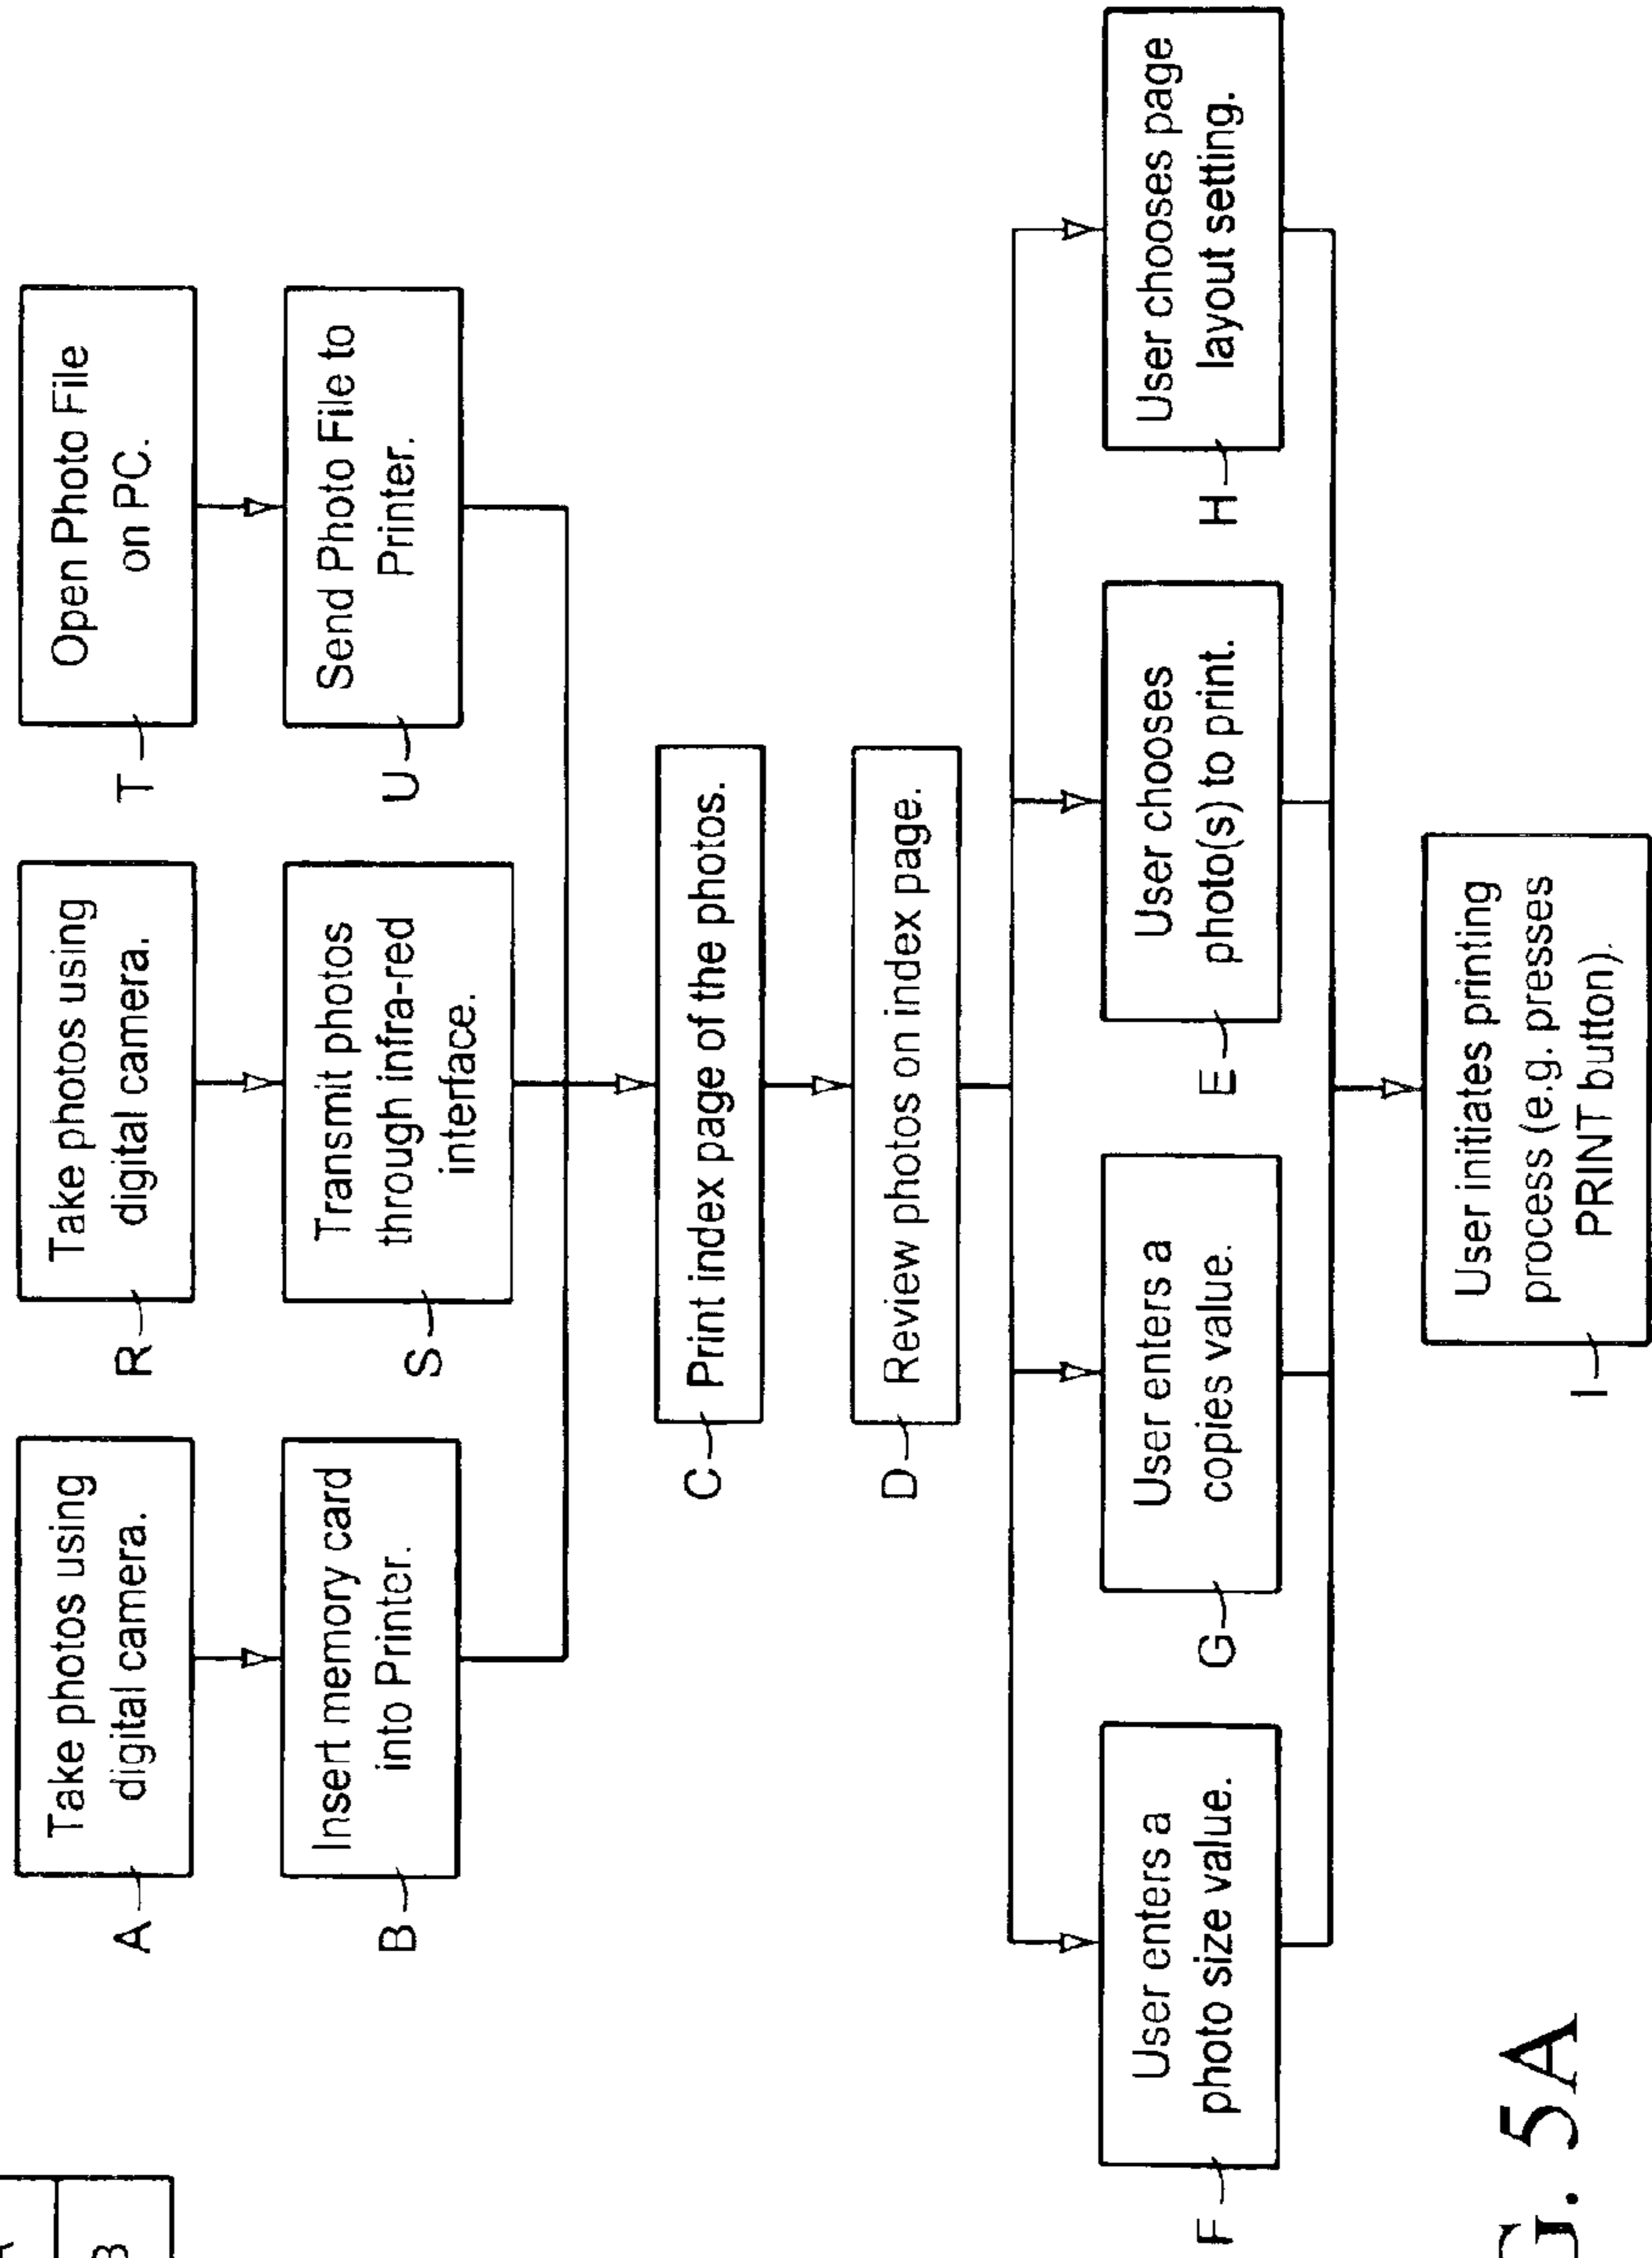 A
Take photos using
digital camera.
R
Take photos using
digital camera.
T
Open Photo File
on PC.
B
Insert memory card
into Printer.
S
Transmit photos
through infra-red
interface.
U
Send Photo File to
Printer.
C
Print index page of the photos.
D
Review photos on index page.
F
User enters a
photo size value.
G
User enters a
copies value.
E
User chooses
photo(s) to print.
H
User chooses page
layout setting.
I
User initiates printing
process (e.g. presses
PRINT button).
G. 5A
B